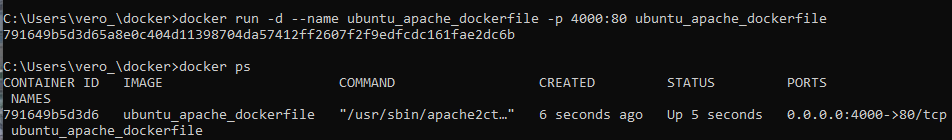 C:\Users\vero_\docker>docker run -d --name ubuntu_apache_dockerfile -p 4000:80 ubuntu_apache_dockerfile
791649b5d3d65a8e0c404d11398704da57412ff2607f2f9edfcdc161fae2dc6b
C:\Users\vero_\docker>docker ps
CONTAINER ID   IMAGE                      COMMAND                  CREATED         STATUS         PORTS
 NAMES
791649b5d3d6   ubuntu_apache_dockerfile   "/usr/sbin/apache2ct…"   6 seconds ago   Up 5 seconds   0.0.0.0:4000->80/tcp
 ubuntu_apache_dockerfile